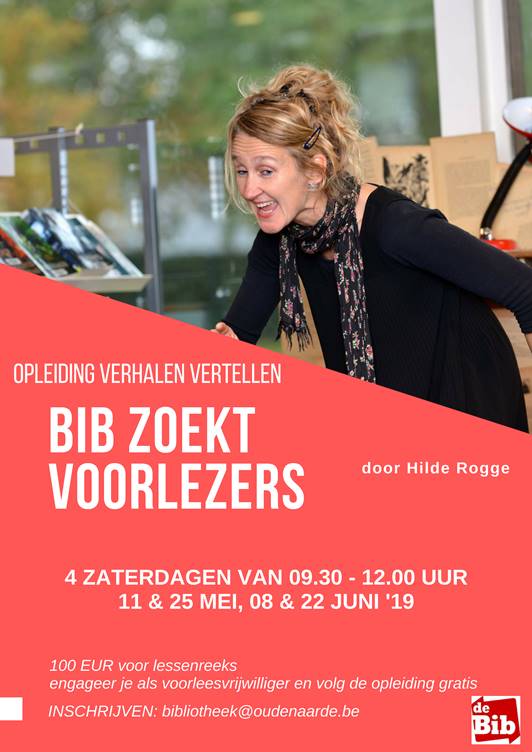 OPLEIDING VERHALEN VERTELLEN
BIB ZOEKT
VOORLEZERS
door Hilde Rogge
4 ZATERDAGEN VAN 09.30 - 12.00 UUR
11 & 25 MEI, 08 & 22 JUNI '19
100 EUR voor lessenreeks
engageer je als voorleesvrijwilliger en volg de opleiding gratis
INSCHRIJVEN: bibliotheek@oudenaarde.be
de
Bib